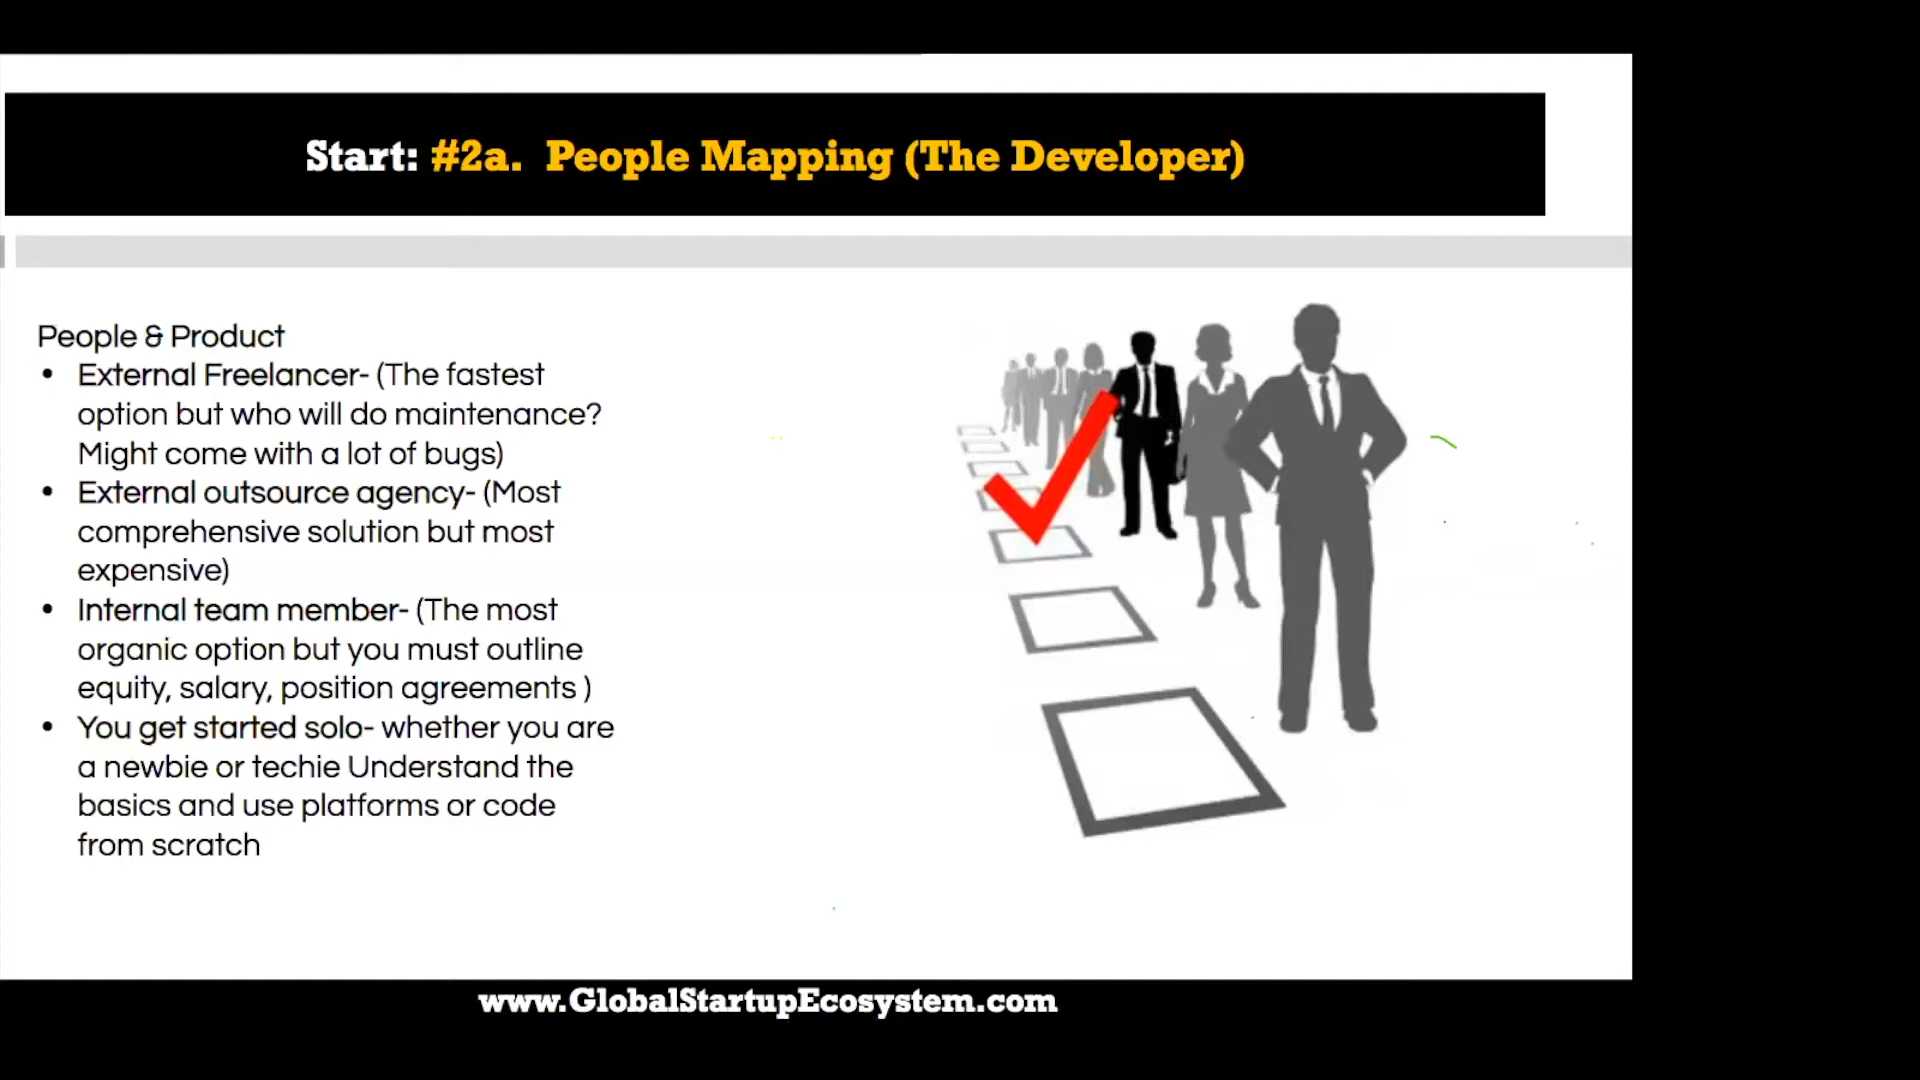 Start: #2a. People Mapping (The Developer)
People & Product
• External Freelancer- (The fastest
option but who will do maintenance?
Might come with a lot of bugs)
• External outsource agency- (Most
comprehensive solution but most
expensive)
• Internal team member- (The most
organic option but you must outline
equity, salary, position agreements )
• You get started solo- whether you are
a newbie or techie Understand the
basics and use platforms or code
from scratch
www.GlobalStartupEcosystem.com